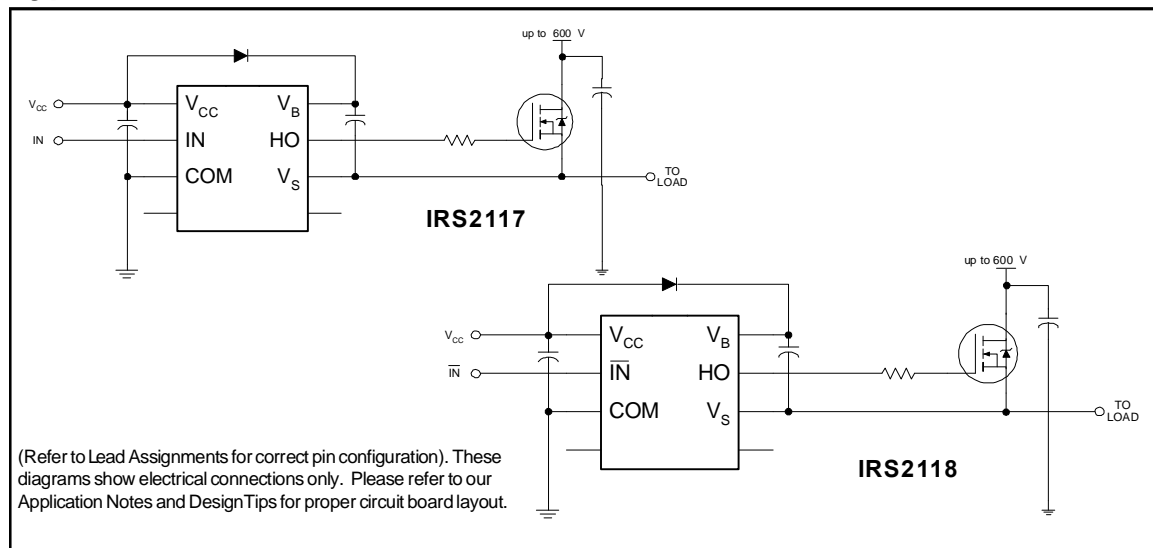 up to 600 V
VCC
VCC
VB
IN
IN
HO
COM
VS
TO
LOAD
IRS2117
up to 600 V
VCC
VCC
VB
IN
IN
HO
COM
VS
TO
LOAD
IRS2118
(Refer to Lead Assignments for correct pin configuration). These
diagrams show electrical connections only. Please refer to our
Application Notes and DesignTips for proper circuit board layout.